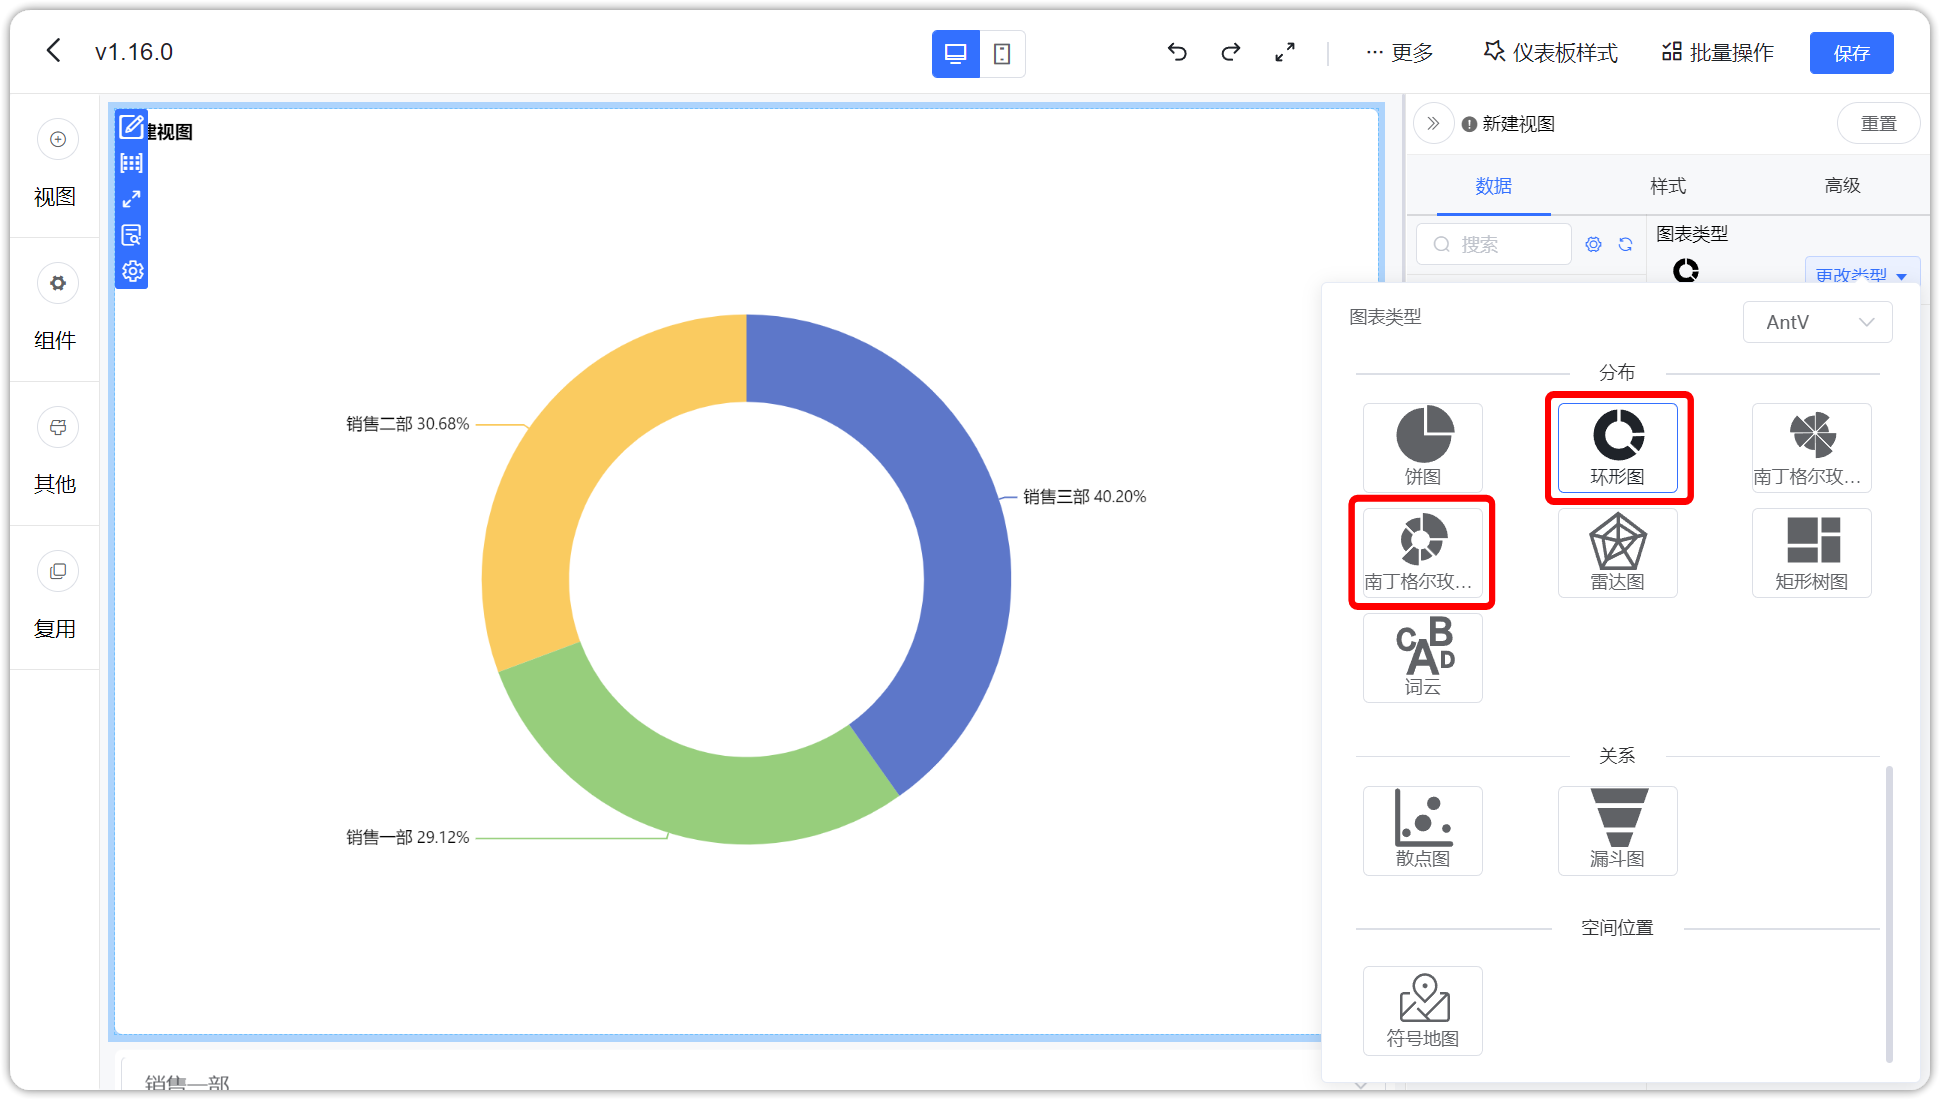 v1.16.0
更多
仪表板样式
批量操作
保存
视图
组件
其他
复用
建视图
销售二部 30.68%
销售三部 40.20%
销售一部 29.12%
销售一部
新建视图
重置
数据
样式
高级
搜索
图表类型
更改类型
图表类型
AntV
分布
饼图
环形图
南丁格尔玫...
南丁格尔玫...
雷达图
矩形树图
词云
关系
散点图
漏斗图
空间位置
符号地图